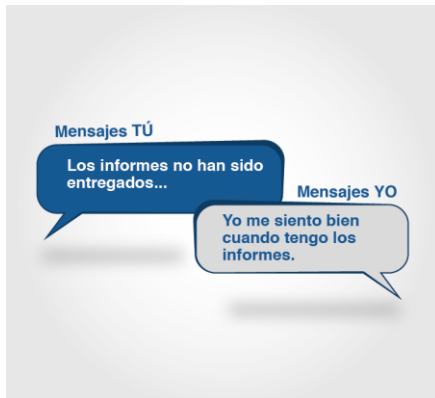 Mensajes TÚ
Los informes no han sido
entregados...
Mensajes YO
Yo me siento bien
cuando tengo los
informes.